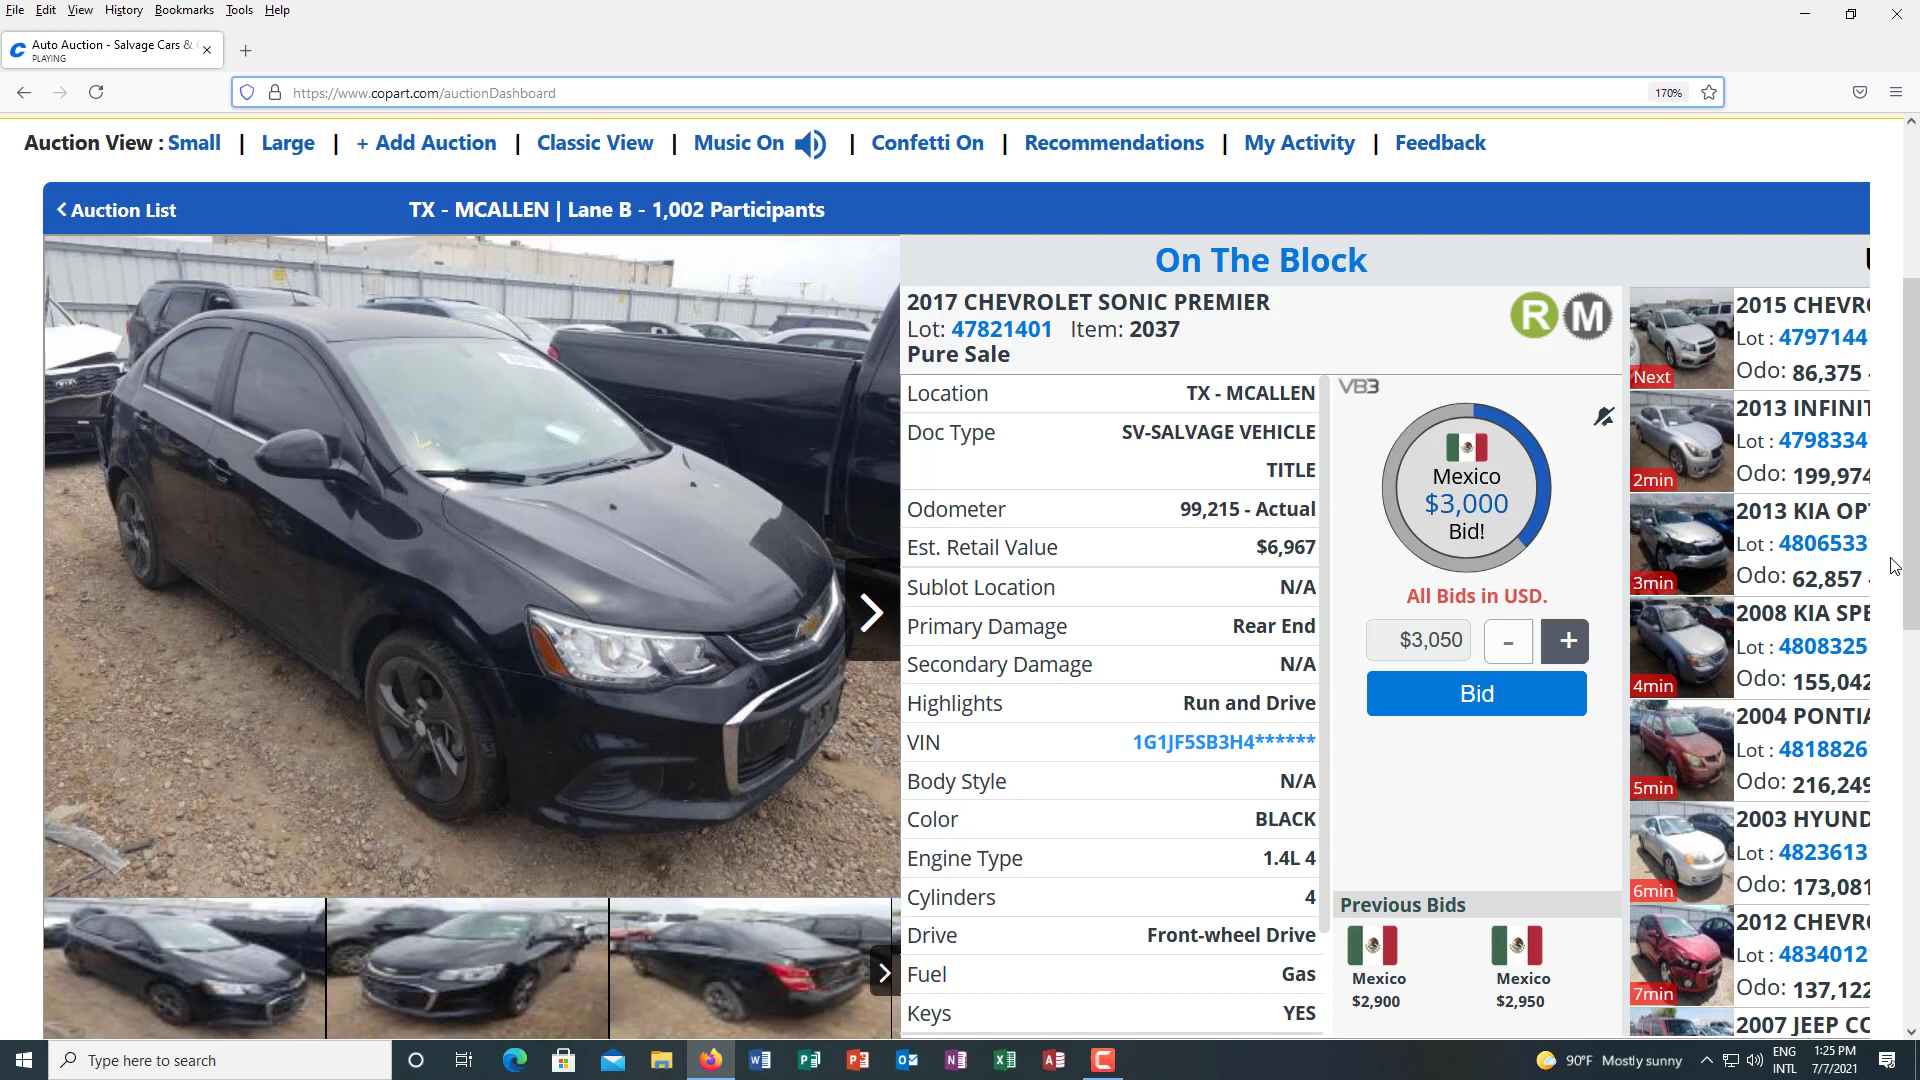 File Edit View History Bookmarks Tools Help
Auto Auction - Salvage Cars &
PLAYING
https://www.copart.com/auctionDashboard
170%
Auction View : Small | Large | + Add Auction | Classic View | Music On | Confetti On | Recommendations | My Activity | Feedback
Auction List
TX - MCALLEN | Lane B - 1,002 Participants
On The Block
2017 CHEVROLET SONIC PREMIER
Lot: 47821401 Item: 2037
Pure Sale
R M
Location TX - MCALLEN
Doc Type SV-SALVAGE VEHICLE
TITLE
Odometer 99,215 - Actual
Est. Retail Value $6,967
Sublot Location N/A
Primary Damage Rear End
Secondary Damage N/A
Highlights Run and Drive
VIN 1G1JF5SB3H4******
Body Style N/A
Color BLACK
Engine Type 1.4L 4
Cylinders 4
Drive Front-wheel Drive
Fuel Gas
Keys YES
VB3
Mexico
$3,000
Bid!
All Bids in USD.
$3,050 - +
Bid
Previous Bids
Mexico
$2,900
Mexico
$2,950
2015 CHEVR
Lot : 4797144
Odo: 86,375 -
Next
2013 INFINIT
Lot : 4798334
Odo: 199,974
2min
2013 KIA OP
Lot : 4806533
Odo: 62,857 -
3min
2008 KIA SPE
Lot : 4808325
Odo: 155,042
4min
2004 PONTIA
Lot : 4818826
Odo: 216,249
5min
2003 HYUND
Lot : 4823613
Odo: 173,081
6min
2012 CHEVR
Lot : 4834012
Odo: 137,122
7min
2007 JEEP CO
Type here to search
90°F Mostly sunny
ENG
INTL
1:25 PM
7/7/2021